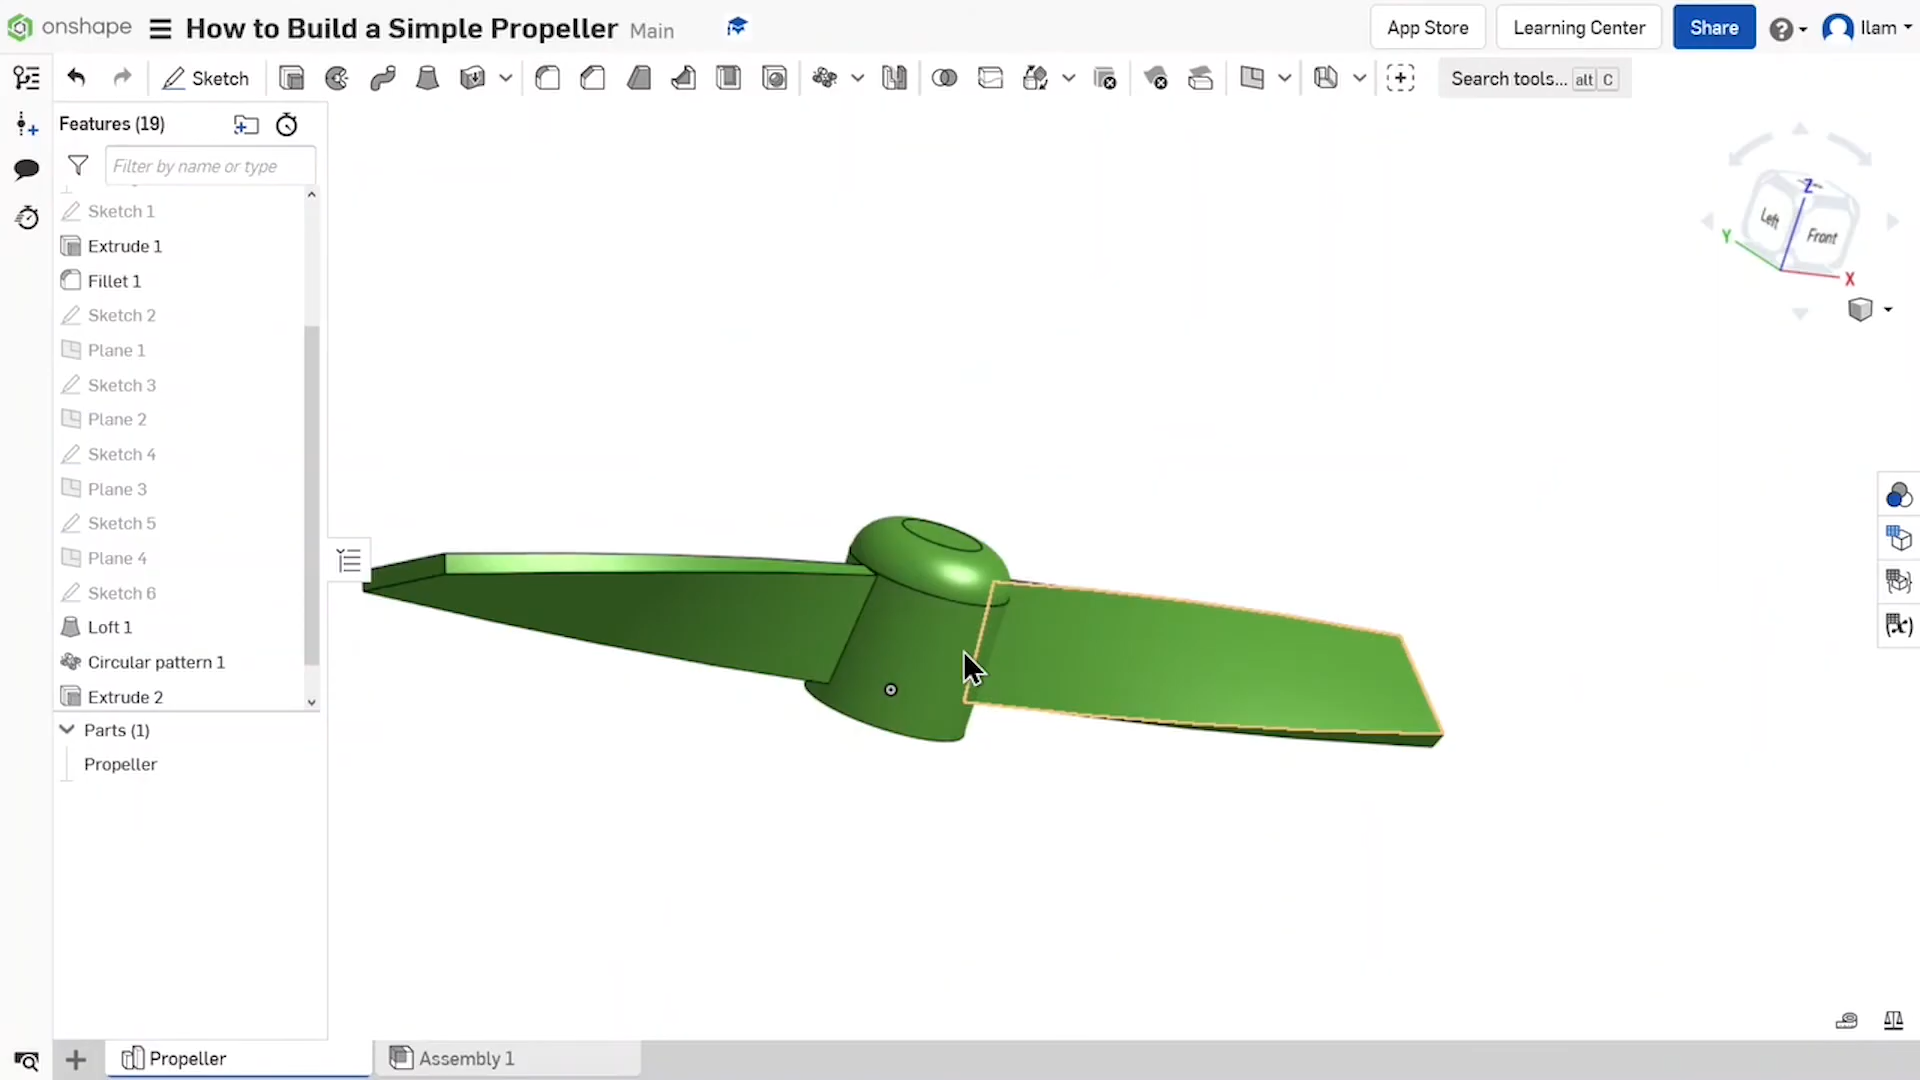 onshape
How to Build a Simple Propeller Main
App Store
Learning Center
Share
Ilam
Sketch
Search tools... alt C
Features (19)
Filter by name or type
Sketch 1
Extrude 1
Fillet 1
Sketch 2
Plane 1
Sketch 3
Plane 2
Sketch 4
Plane 3
Sketch 5
Plane 4
Sketch 6
Loft 1
Circular pattern 1
Extrude 2
Parts (1)
Propeller
Z
Left
Front
Y
X
Propeller
Assembly 1